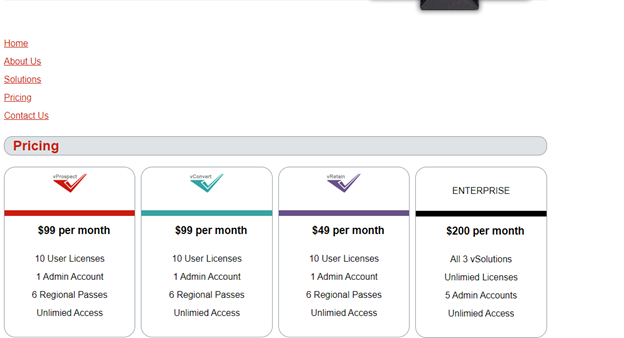 Home
About Us
Solutions
Pricing
Contact Us
Pricing
vProspect
$99 per month
10 User Licenses
1 Admin Account
6 Regional Passes
Unlimied Access
vConvert
$99 per month
10 User Licenses
1 Admin Account
6 Regional Passes
Unlimied Access
vRetain
$49 per month
10 User Licenses
1 Admin Account
6 Regional Passes
Unlimied Access
ENTERPRISE
$200 per month
All 3 vSolutions
Unlimied Licenses
5 Admin Accounts
Unlimied Access